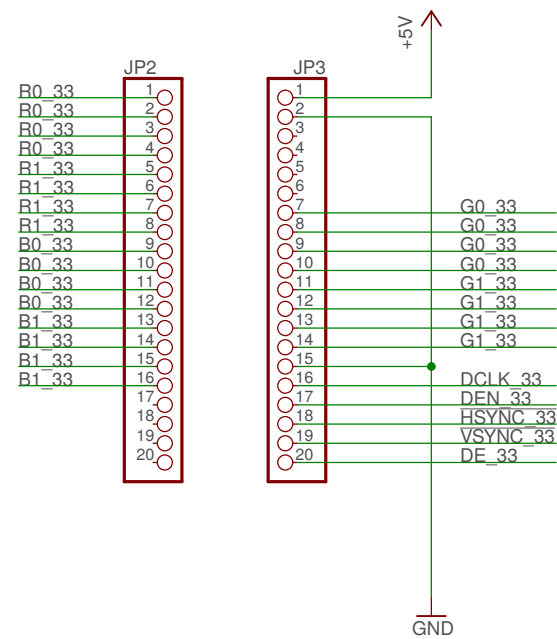 +5V
JP2
R0_33 1
R0_33 2
R0_33 3
R0_33 4
R1_33 5
R1_33 6
R1_33 7
R1_33 8
B0_33 9
B0_33 10
B0_33 11
B0_33 12
B1_33 13
B1_33 14
B1_33 15
B1_33 16
17
18
19
20
JP3
1
2
3
4
5
6
7 G0_33
8 G0_33
9 G0_33
10 G0_33
11 G1_33
12 G1_33
13 G1_33
14 G1_33
15
16 DCLK_33
17 DEN_33
18 HSYNC_33
19 VSYNC_33
20 DE_33
GND